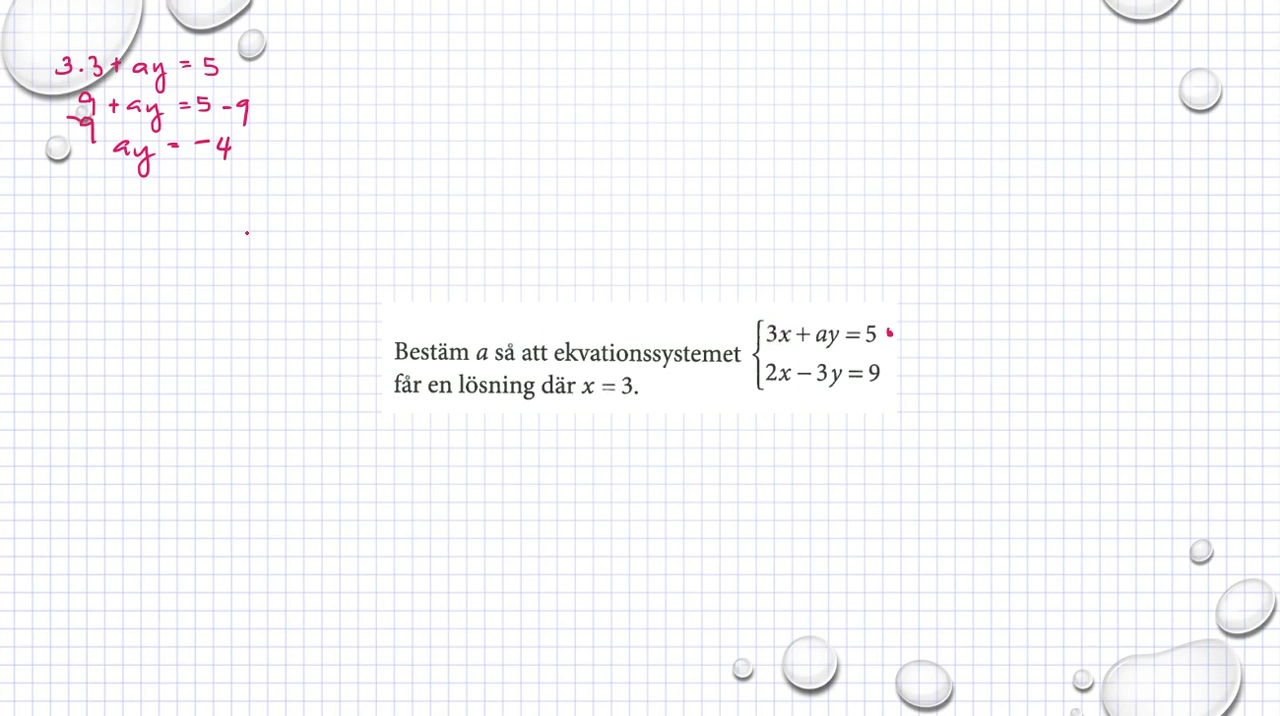 3.3 + ay = 5
9 + ay = 5 - 9
-9
ay = -4
Bestäm a så att ekvationssystemet
får en lösning där x = 3.
3x + ay = 5
2x − 3y = 9